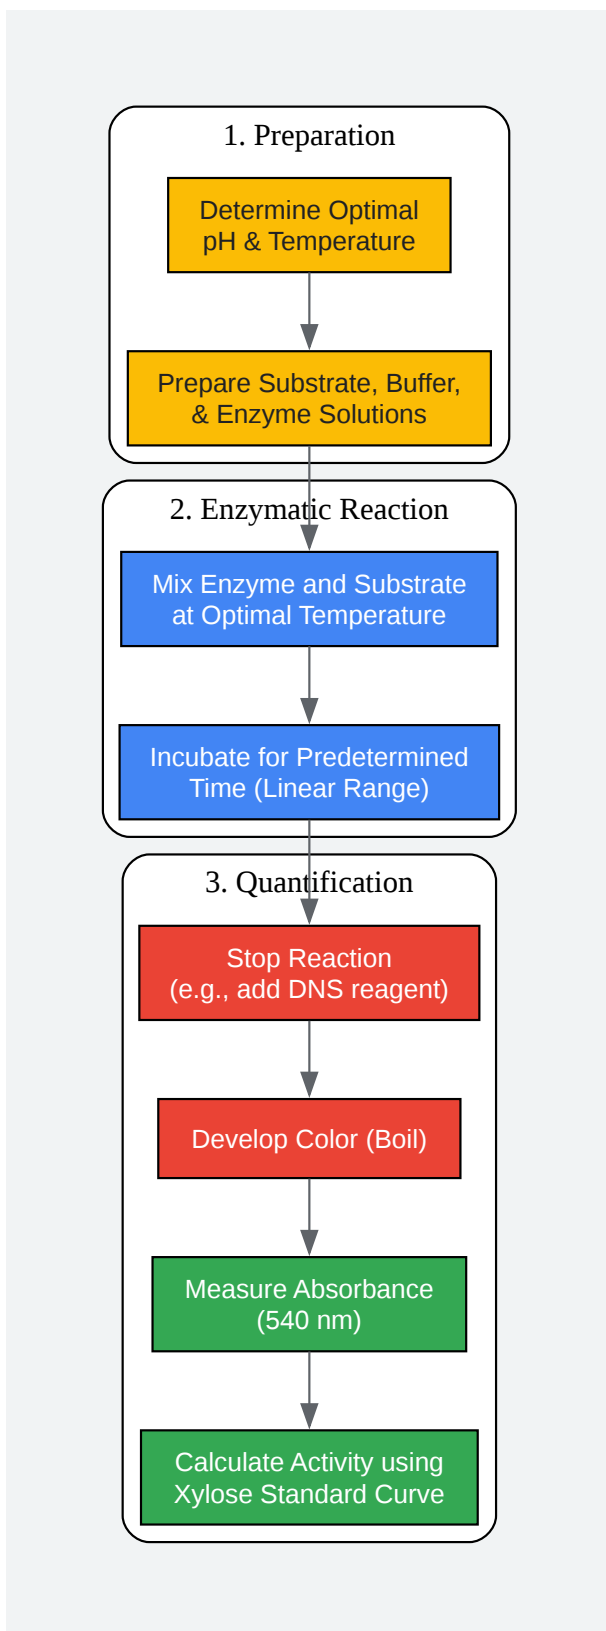 1. Preparation
Determine Optimal
pH & Temperature
Prepare Substrate, Buffer,
& Enzyme Solutions
2. Enzymatic Reaction
Mix Enzyme and Substrate
at Optimal Temperature
Incubate for Predetermined
Time (Linear Range)
3. Quantification
Stop Reaction
(e.g., add DNS reagent)
Develop Color (Boil)
Measure Absorbance
(540 nm)
Calculate Activity using
Xylose Standard Curve